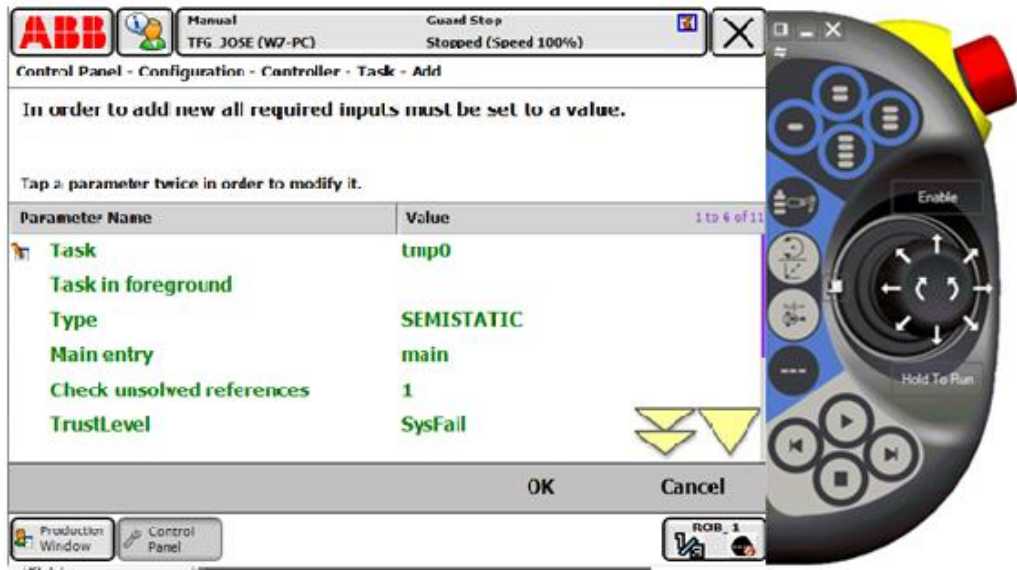 ABB
Manual
TFG_JOSE (W7-PC)
Guard Stop
Stopped (Speed 100%)
Control Panel - Configuration - Controller - Task - Add
In order to add new all required inputs must be set to a value.
Tap a parameter twice in order to modify it.
Parameter Name Value 1 to 6 of 11
Task tmp0
Task in foreground
Type SEMISTATIC
Main entry main
Check unsolved references 1
TrustLevel SysFail
OK Cancel
Production
Window
Control
Panel
ROB_1
Enable
Hold To Run